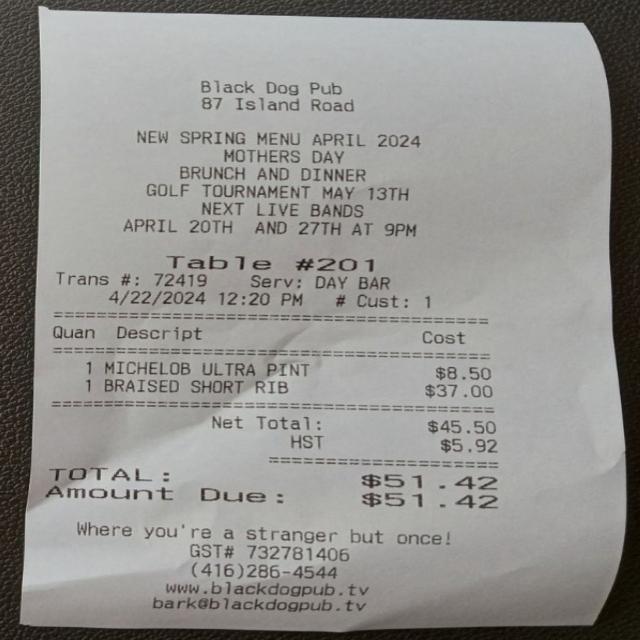 Black Dog Pub
87 Island Road
NEW SPRING MENU APRIL 2024
MOTHERS DAY
BRUNCH AND DINNER
GOLF TOURNAMENT MAY 13TH
NEXT LIVE BANDS
APRIL 20TH AND 27TH AT 9PM
Table #201
Trans #: 72419 Serv: DAY BAR
4/22/2024 12:20 PM # Cust: 1
================================================
Quan Descript Cost
================================================
1 MICHELOB ULTRA PINT $8.50
1 BRAISED SHORT RIB $37.00
================================================
Net Total: $45.50
HST $5.92
=========================
TOTAL: $51.42
Amount Due: $51.42
Where you're a stranger but once!
GST# 732781406
(416)286-4544
www.blackdogpub.tv
bark@blackdogpub.tv